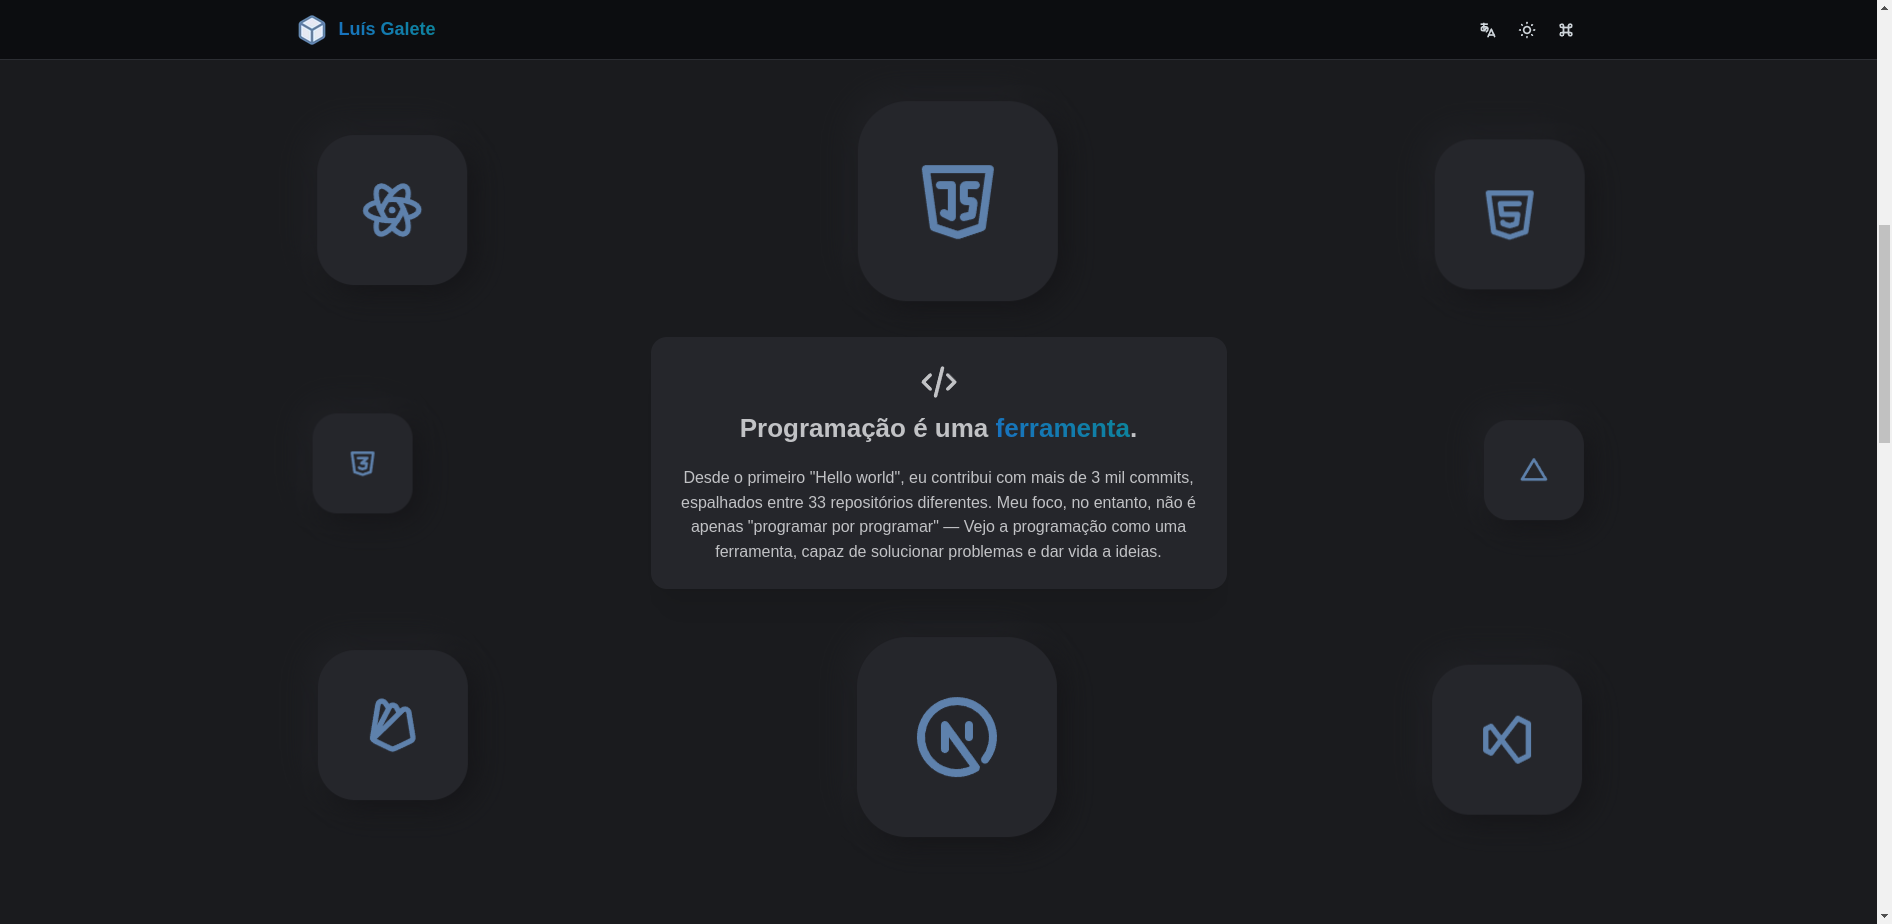 Luís Galete
JS
5
Programação é uma ferramenta.
Desde o primeiro "Hello world", eu contribui com mais de 3 mil commits,
espalhados entre 33 repositórios diferentes. Meu foco, no entanto, não é
apenas "programar por programar" — Vejo a programação como uma
ferramenta, capaz de solucionar problemas e dar vida a ideias.
3
N